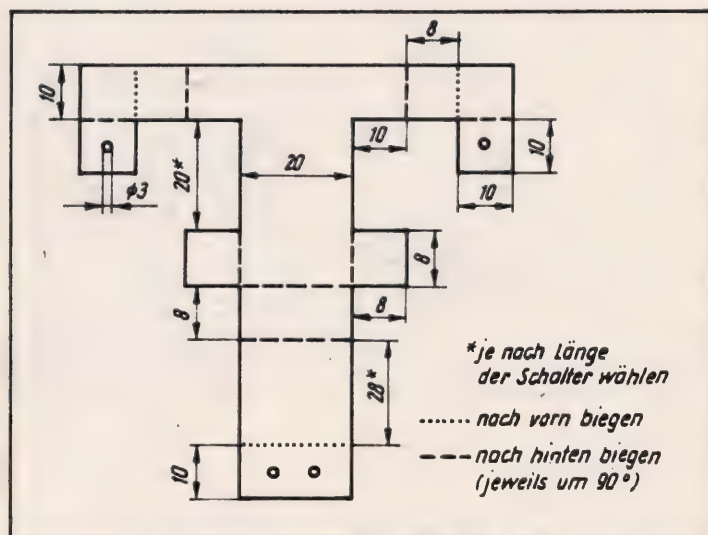 8
10
10
10
20*
20
φ3
10
8
8
8
*je nach Länge
der Schalter wählen
28*
nach vorn biegen
nach hinten biegen
(jeweils um 90°)
10